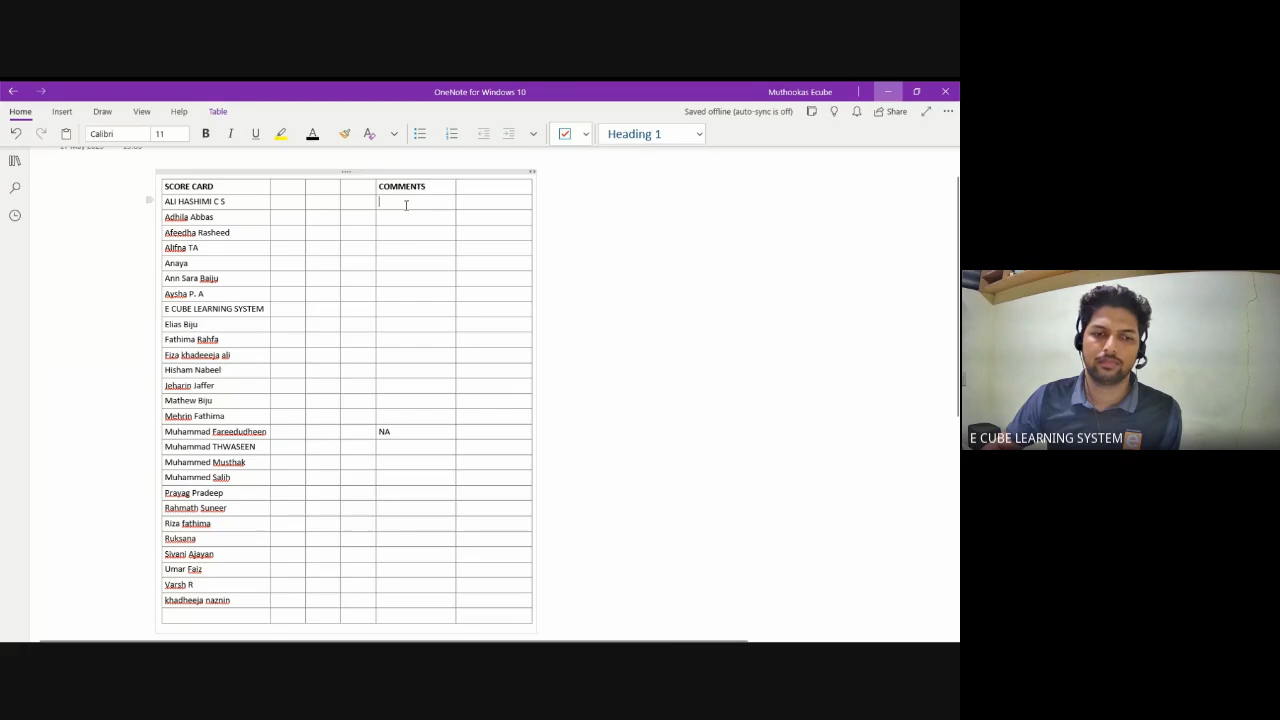 OneNote for Windows 10
Muthookas Ecube
Home Insert Draw View Help Table
Saved offline (auto-sync is off)
Share
Calibri 11 B I U A Heading 1
SCORE CARD COMMENTS
ALI HASHIMI C S
Adhila Abbas
Afeedha Rasheed
Alifna TA
Anaya
Ann Sara Baiju
Aysha P. A
E CUBE LEARNING SYSTEM
Elias Biju
Fathima Rahfa
Fiza khadeeeja ali
Hisham Nabeel
Jeharin Jaffer
Mathew Biju
Mehrin Fathima
Muhammad Fareedudheen NA
Muhammad THWASEEN
Muhammed Musthak
Muhammed Salih
Prayag Pradeep
Rahmath Suneer
Riza fathima
Ruksana
Sivani Ajayan
Umar Faiz
Varsh R
khadheeja naznin
E CUBE LEARNING SYSTEM